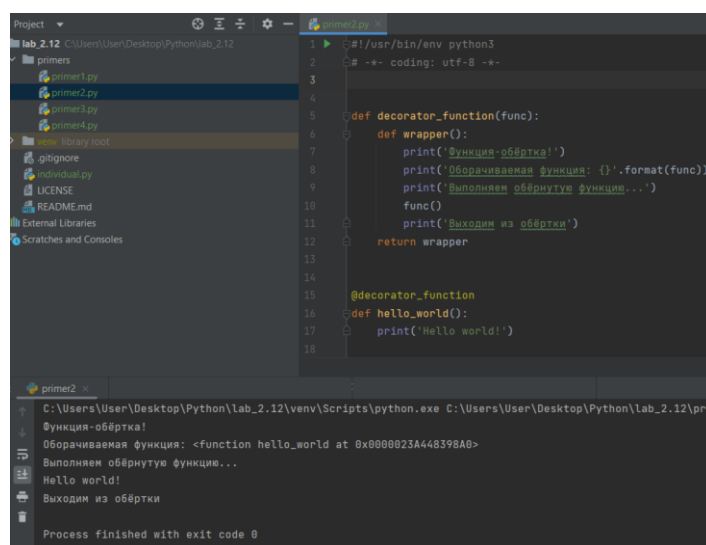 Project
lab_2.12 C:\Users\User\Desktop\Python\lab_2.12
primers
primer1.py
primer2.py
primer3.py
primer4.py
venv library root
.gitignore
individual.py
LICENSE
README.md
External Libraries
Scratches and Consoles
primer2.py
1 #!/usr/bin/env python3
2 # -*- coding: utf-8 -*-
3
4
5 def decorator_function(func):
6 def wrapper():
7 print('Функция-обёртка!')
8 print('Оборачиваемая функция: {}'.format(func))
9 print('Выполняем обёрнутую функцию...')
10 func()
11 print('Выходим из обёртки')
12 return wrapper
13
14
15 @decorator_function
16 def hello_world():
17 print('Hello world!')
18
primer2
C:\Users\User\Desktop\Python\lab_2.12\venv\Scripts\python.exe C:\Users\User\Desktop\Python\lab_2.12\pr
Функция-обёртка!
Оборачиваемая функция: <function hello_world at 0x0000023A448398A0>
Выполняем обёрнутую функцию...
Hello world!
Выходим из обёртки
Process finished with exit code 0